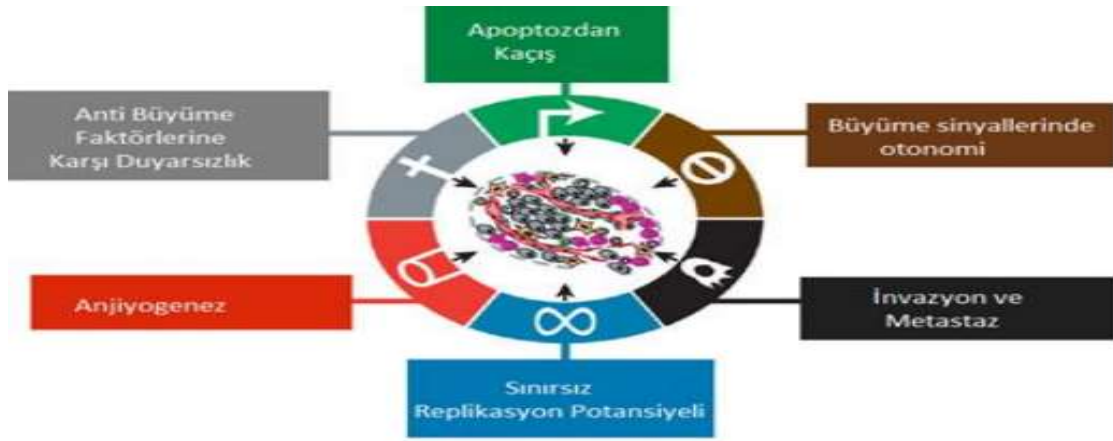 Apoptozdan
Kaçış
Anti Büyüme
Faktörlerine
Karşı Duyarsızlık
Büyüme sinyallerinde
otonomi
Anjiyogenez
İnvazyon ve
Metastaz
Sınırsız
Replikasyon Potansiyeli